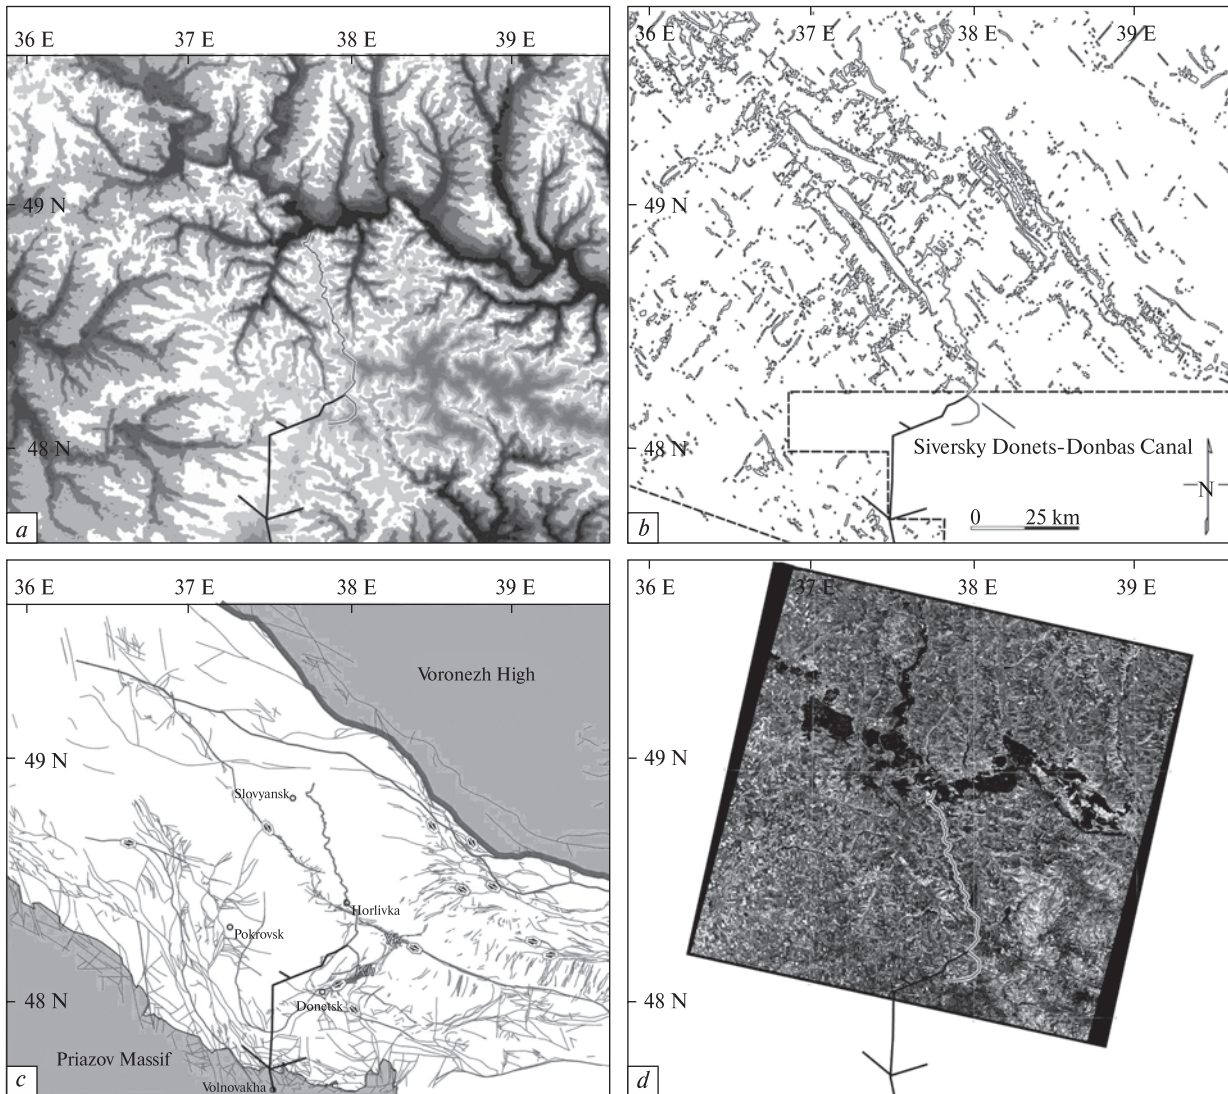 36 E 37 E 38 E 39 E
49 N
48 N
a
36 E 37 E 38 E 39 E
49 N
48 N
Siversky Donets-Donbas Canal
N
0 25 km
b
36 E 37 E 38 E 39 E
Voronezh High
49 N
Slovyansk
Horlivka
Pokrovsk
48 N
Donetsk
Priazov Massif
Volnovakha
c
36 E 37 E 38 E 39 E
49 N
48 N
d